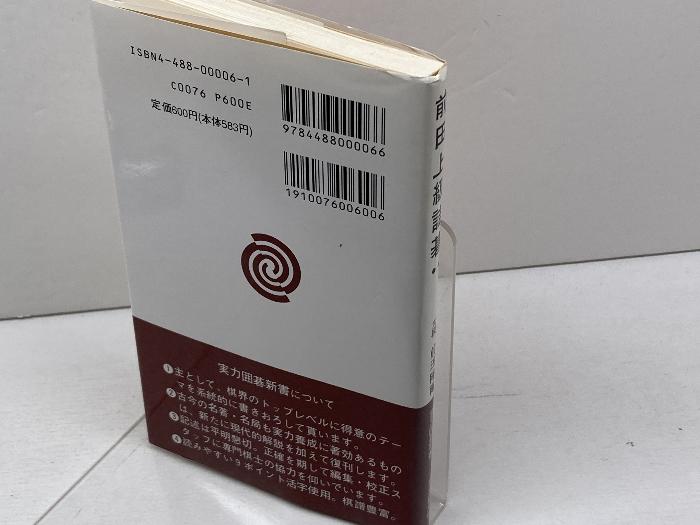 ISBN4-488-00006-1
C0076 P600E
定価600円(本体583円)
9784488000066
1910076006006
前田上級詰碁・
実力囲碁新書について
❶主として、棋界のトップレベルに得意のテー
マを系統的に書きおろして貰います。
❷古今の名著・名局も実力養成に著効あるもの
は、新たに現代的解説を加えて復刊します。
❸記述は平明懇切。正確を期して編集・校正ス
タッフに専門棋士の協力を仰いでいます。
❹読みやすい9ポイント活字使用。棋譜豊富。